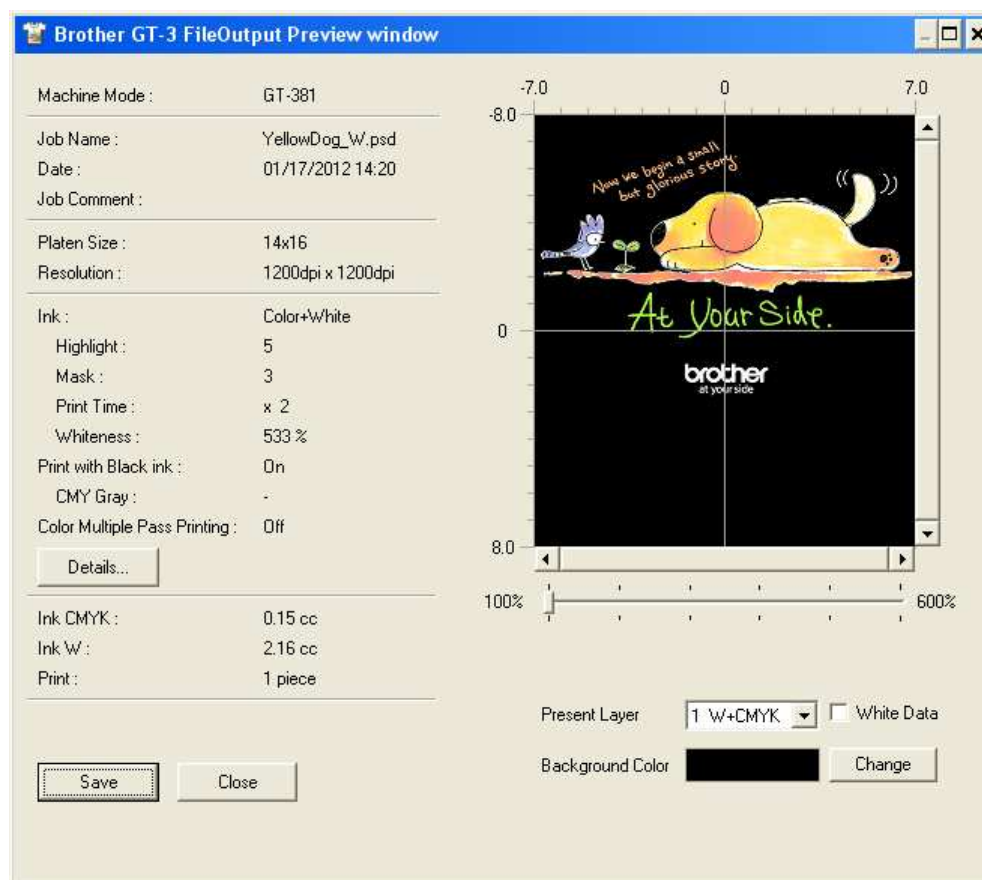 Brother GT-3 FileOutput Preview window
Machine Mode : GT-381
Job Name : YellowDog_W.psd
Date : 01/17/2012 14:20
Job Comment :
Platen Size : 14x16
Resolution : 1200dpi x 1200dpi
Ink : Color+White
Highlight : 5
Mask : 3
Print Time : x 2
Whiteness : 533 %
Print with Black ink : On
CMY Gray : -
Color Multiple Pass Printing : Off
Details...
Ink CMYK : 0.15 cc
Ink W : 2.16 cc
Print : 1 piece
Save Close
-7.0 0 7.0
-8.0
Now we begin a small
but glorious story.
At Your Side.
0
brother
at your side
8.0
100% 600%
Present Layer 1 W+CMYK White Data
Background Color Change